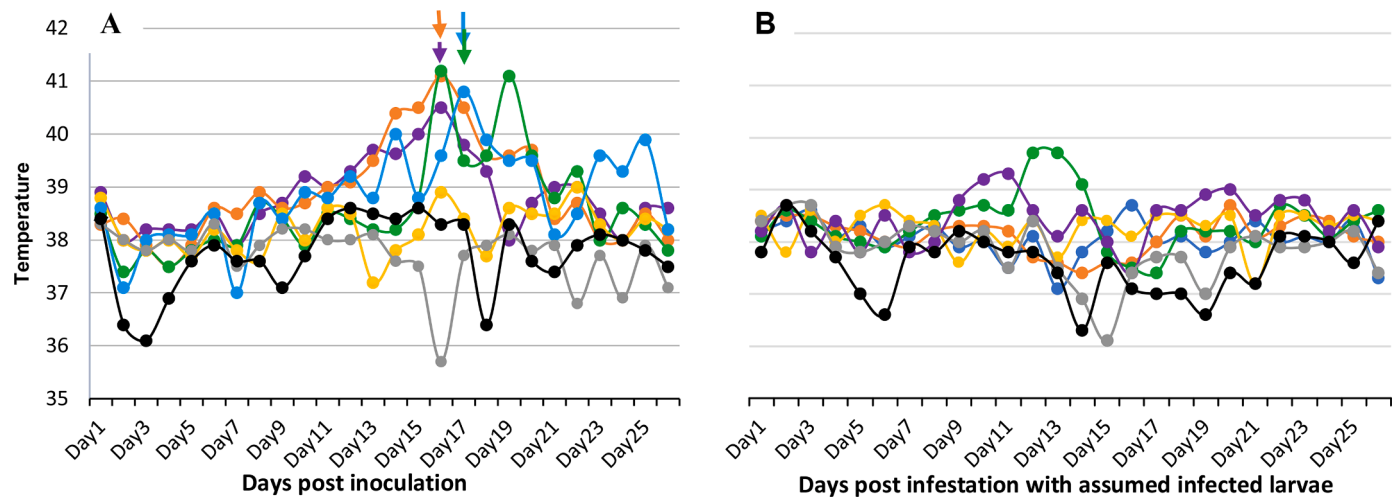 A
B
42
41
40
39
38
37
36
35
Temperature
Day1
Day3
Day5
Day7
Day9
Day11
Day13
Day15
Day17
Day19
Day21
Day23
Day25
Days post inoculation
Day1
Day3
Day5
Day7
Day9
Day11
Day13
Day15
Day17
Day19
Day21
Day23
Day25
Days post infestation with assumed infected larvae